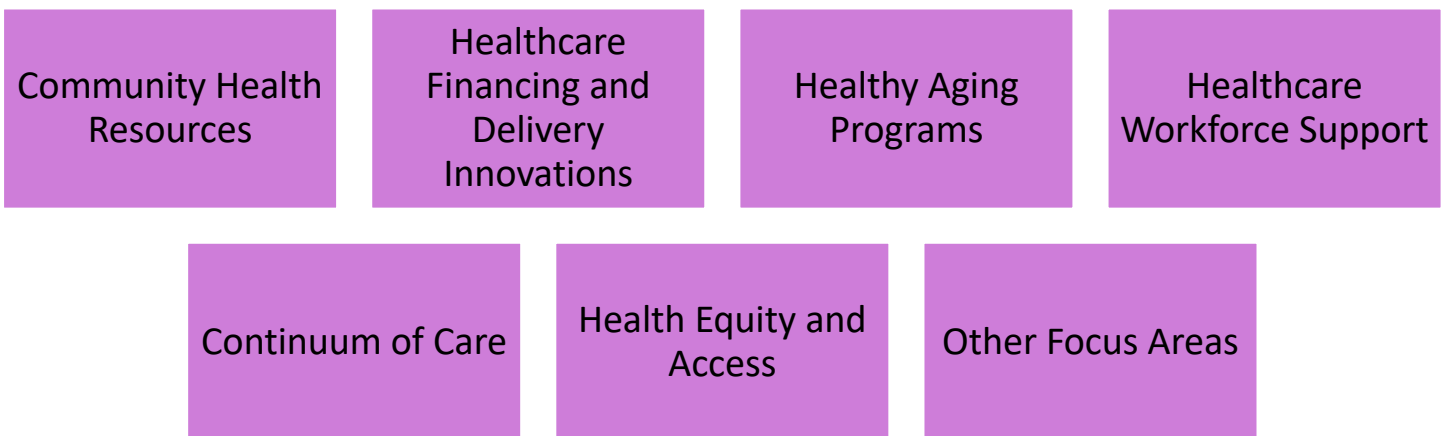 Community Health
Resources
Healthcare
Financing and
Delivery
Innovations
Healthy Aging
Programs
Healthcare
Workforce Support
Continuum of Care
Health Equity and
Access
Other Focus Areas